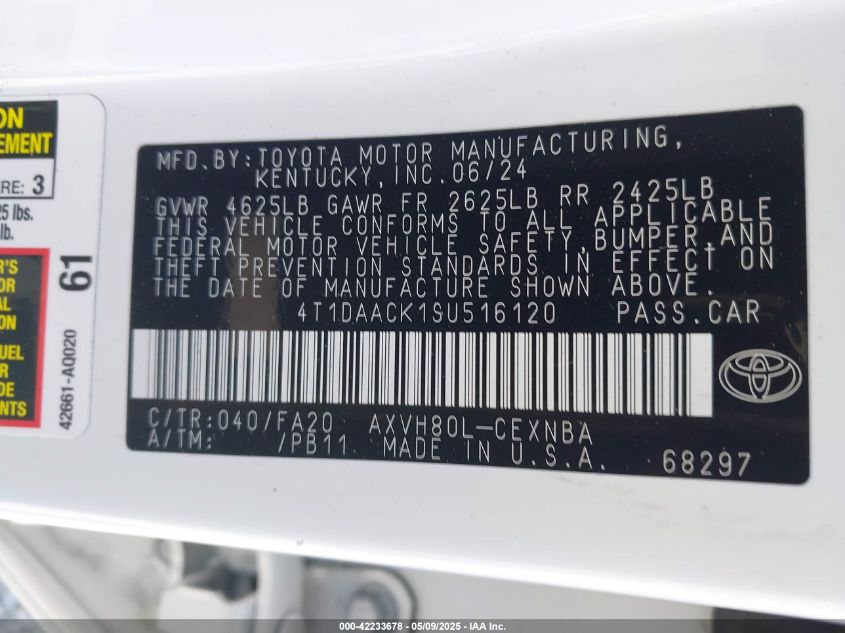 ON
EMENT
ERE: 3
25 lbs.
lb.
61
42661-AQ020
MFD.BY:TOYOTA MOTOR MANUFACTURING,
KENTUCKY,INC.06/24
GVWR 4625LB GAWR FR 2625LB RR 2425LB
THIS VEHICLE CONFORMS TO ALL APPLICABLE
FEDERAL MOTOR VEHICLE SAFETY,BUMPER,AND
THEFT PREVENTION STANDARDS IN EFFECT ON
THE DATE OF MANUFACTURE SHOWN ABOVE.
4T1DAACK1SU516120 PASS.CAR
C/TR:040/FA20 AXVH80L-CEXNBA
A/TM: /PB11 MADE IN U.S.A. 68297
000-42233678 - 05/09/2025 - IAA Inc.